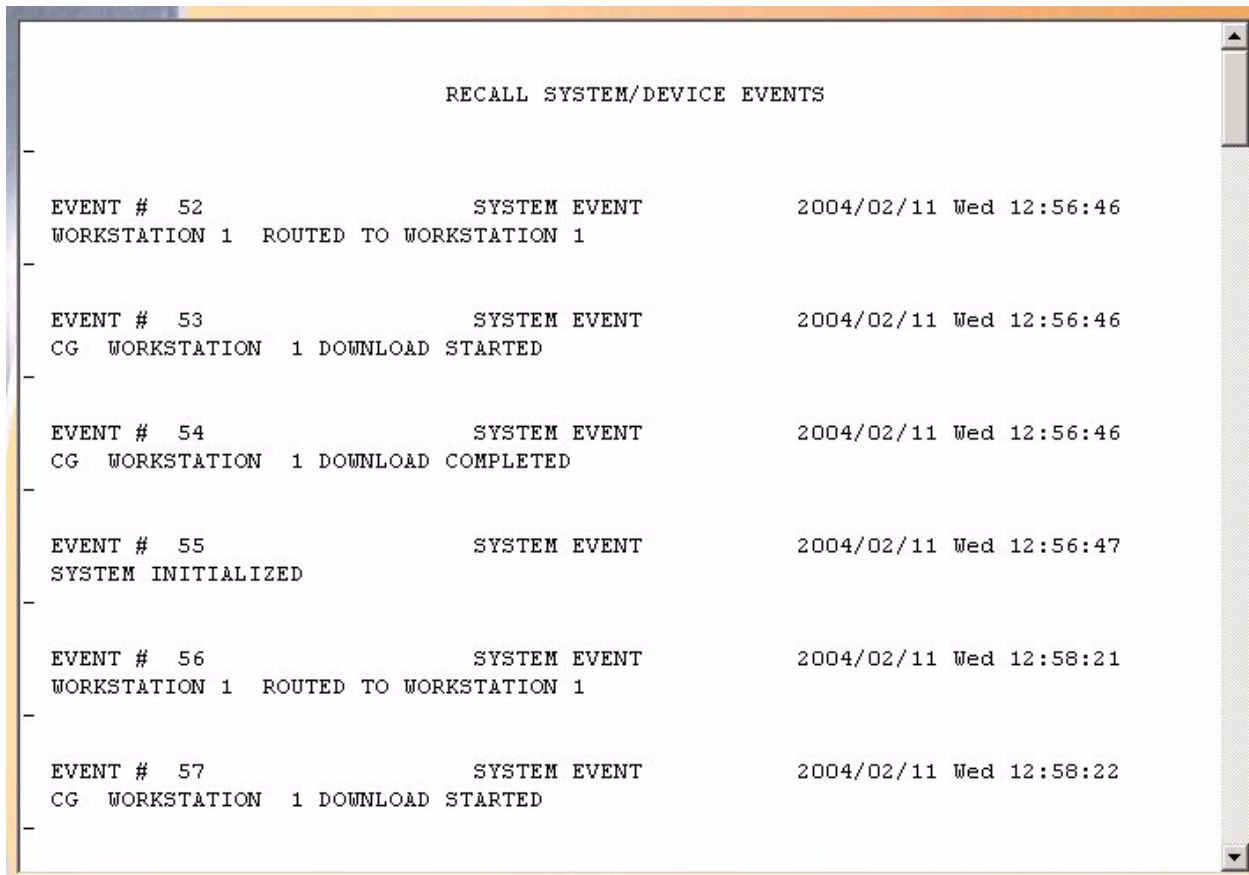 RECALL SYSTEM/DEVICE EVENTS
EVENT # 52 SYSTEM EVENT 2004/02/11 Wed 12:56:46
WORKSTATION 1 ROUTED TO WORKSTATION 1
EVENT # 53 SYSTEM EVENT 2004/02/11 Wed 12:56:46
CG WORKSTATION 1 DOWNLOAD STARTED
EVENT # 54 SYSTEM EVENT 2004/02/11 Wed 12:56:46
CG WORKSTATION 1 DOWNLOAD COMPLETED
EVENT # 55 SYSTEM EVENT 2004/02/11 Wed 12:56:47
SYSTEM INITIALIZED
EVENT # 56 SYSTEM EVENT 2004/02/11 Wed 12:58:21
WORKSTATION 1 ROUTED TO WORKSTATION 1
EVENT # 57 SYSTEM EVENT 2004/02/11 Wed 12:58:22
CG WORKSTATION 1 DOWNLOAD STARTED